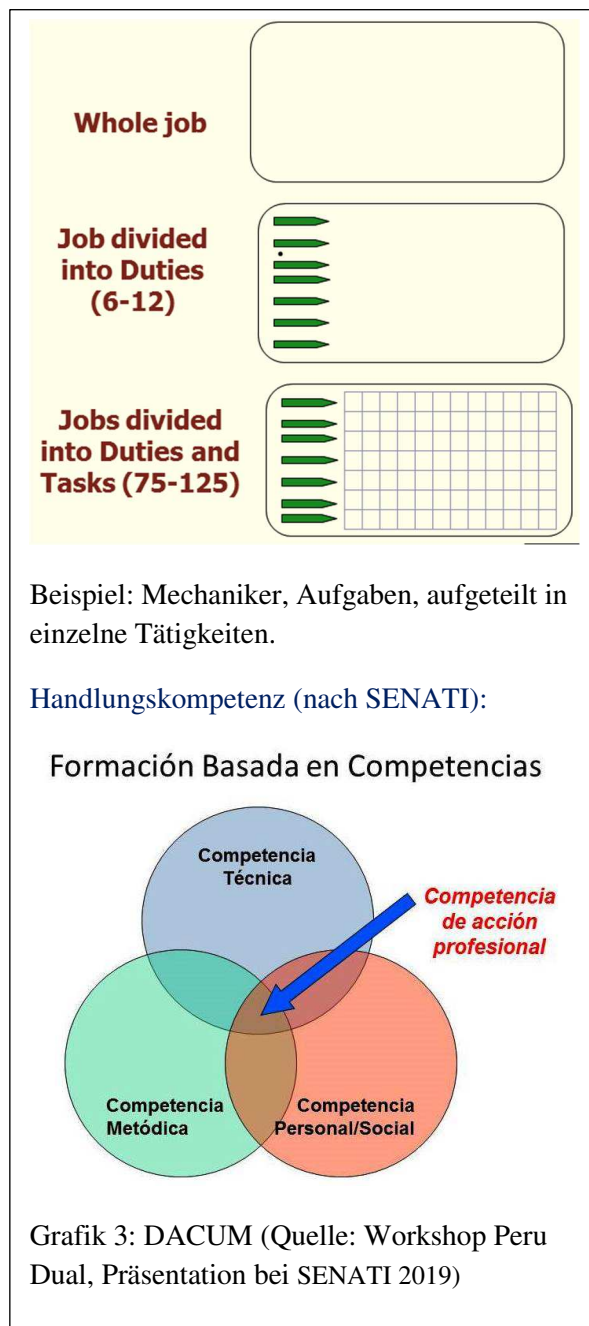 Whole job
Job divided
into Duties
(6-12)
Jobs divided
into Duties and
Tasks (75-125)
Beispiel: Mechaniker, Aufgaben, aufgeteilt in
einzelne Tätigkeiten.
Handlungskompetenz (nach SENATI):
Formación Basada en Competencias
Competencia
Técnica
Competencia
de acción
profesional
Competencia
Metódica
Competencia
Personal/Social
Grafik 3: DACUM (Quelle: Workshop Peru
Dual, Präsentation bei SENATI 2019)